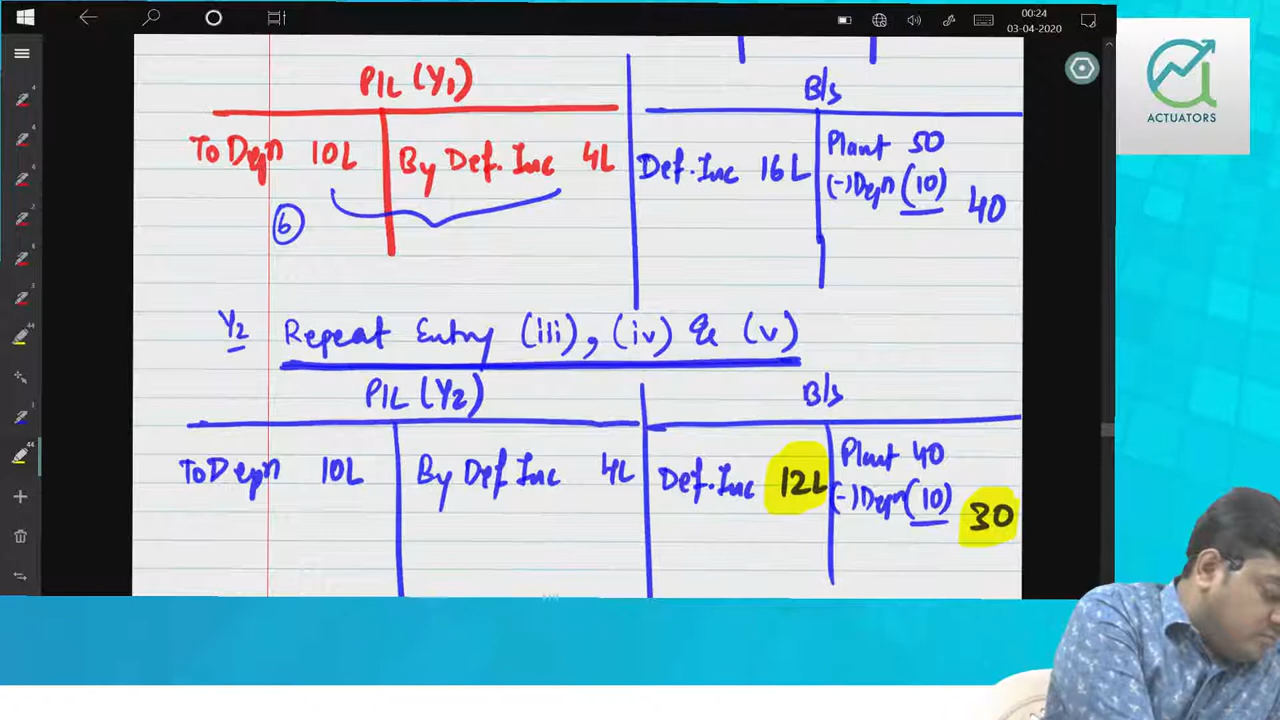 00:24
03-04-2020
ACTUATORS
P/L (Y1)
To Depn 10L
By Def. Inc 4L
6
B/s
Def. Inc 16L
Plant 50
(-) Depn (10) 40
Y2 Repeat Entry (iii), (iv) & (v)
P/L (Y2)
To Depn 10L
By Def Inc 4L
B/s
Def. Inc 12L
Plant 40
(-) Depn (10) 30